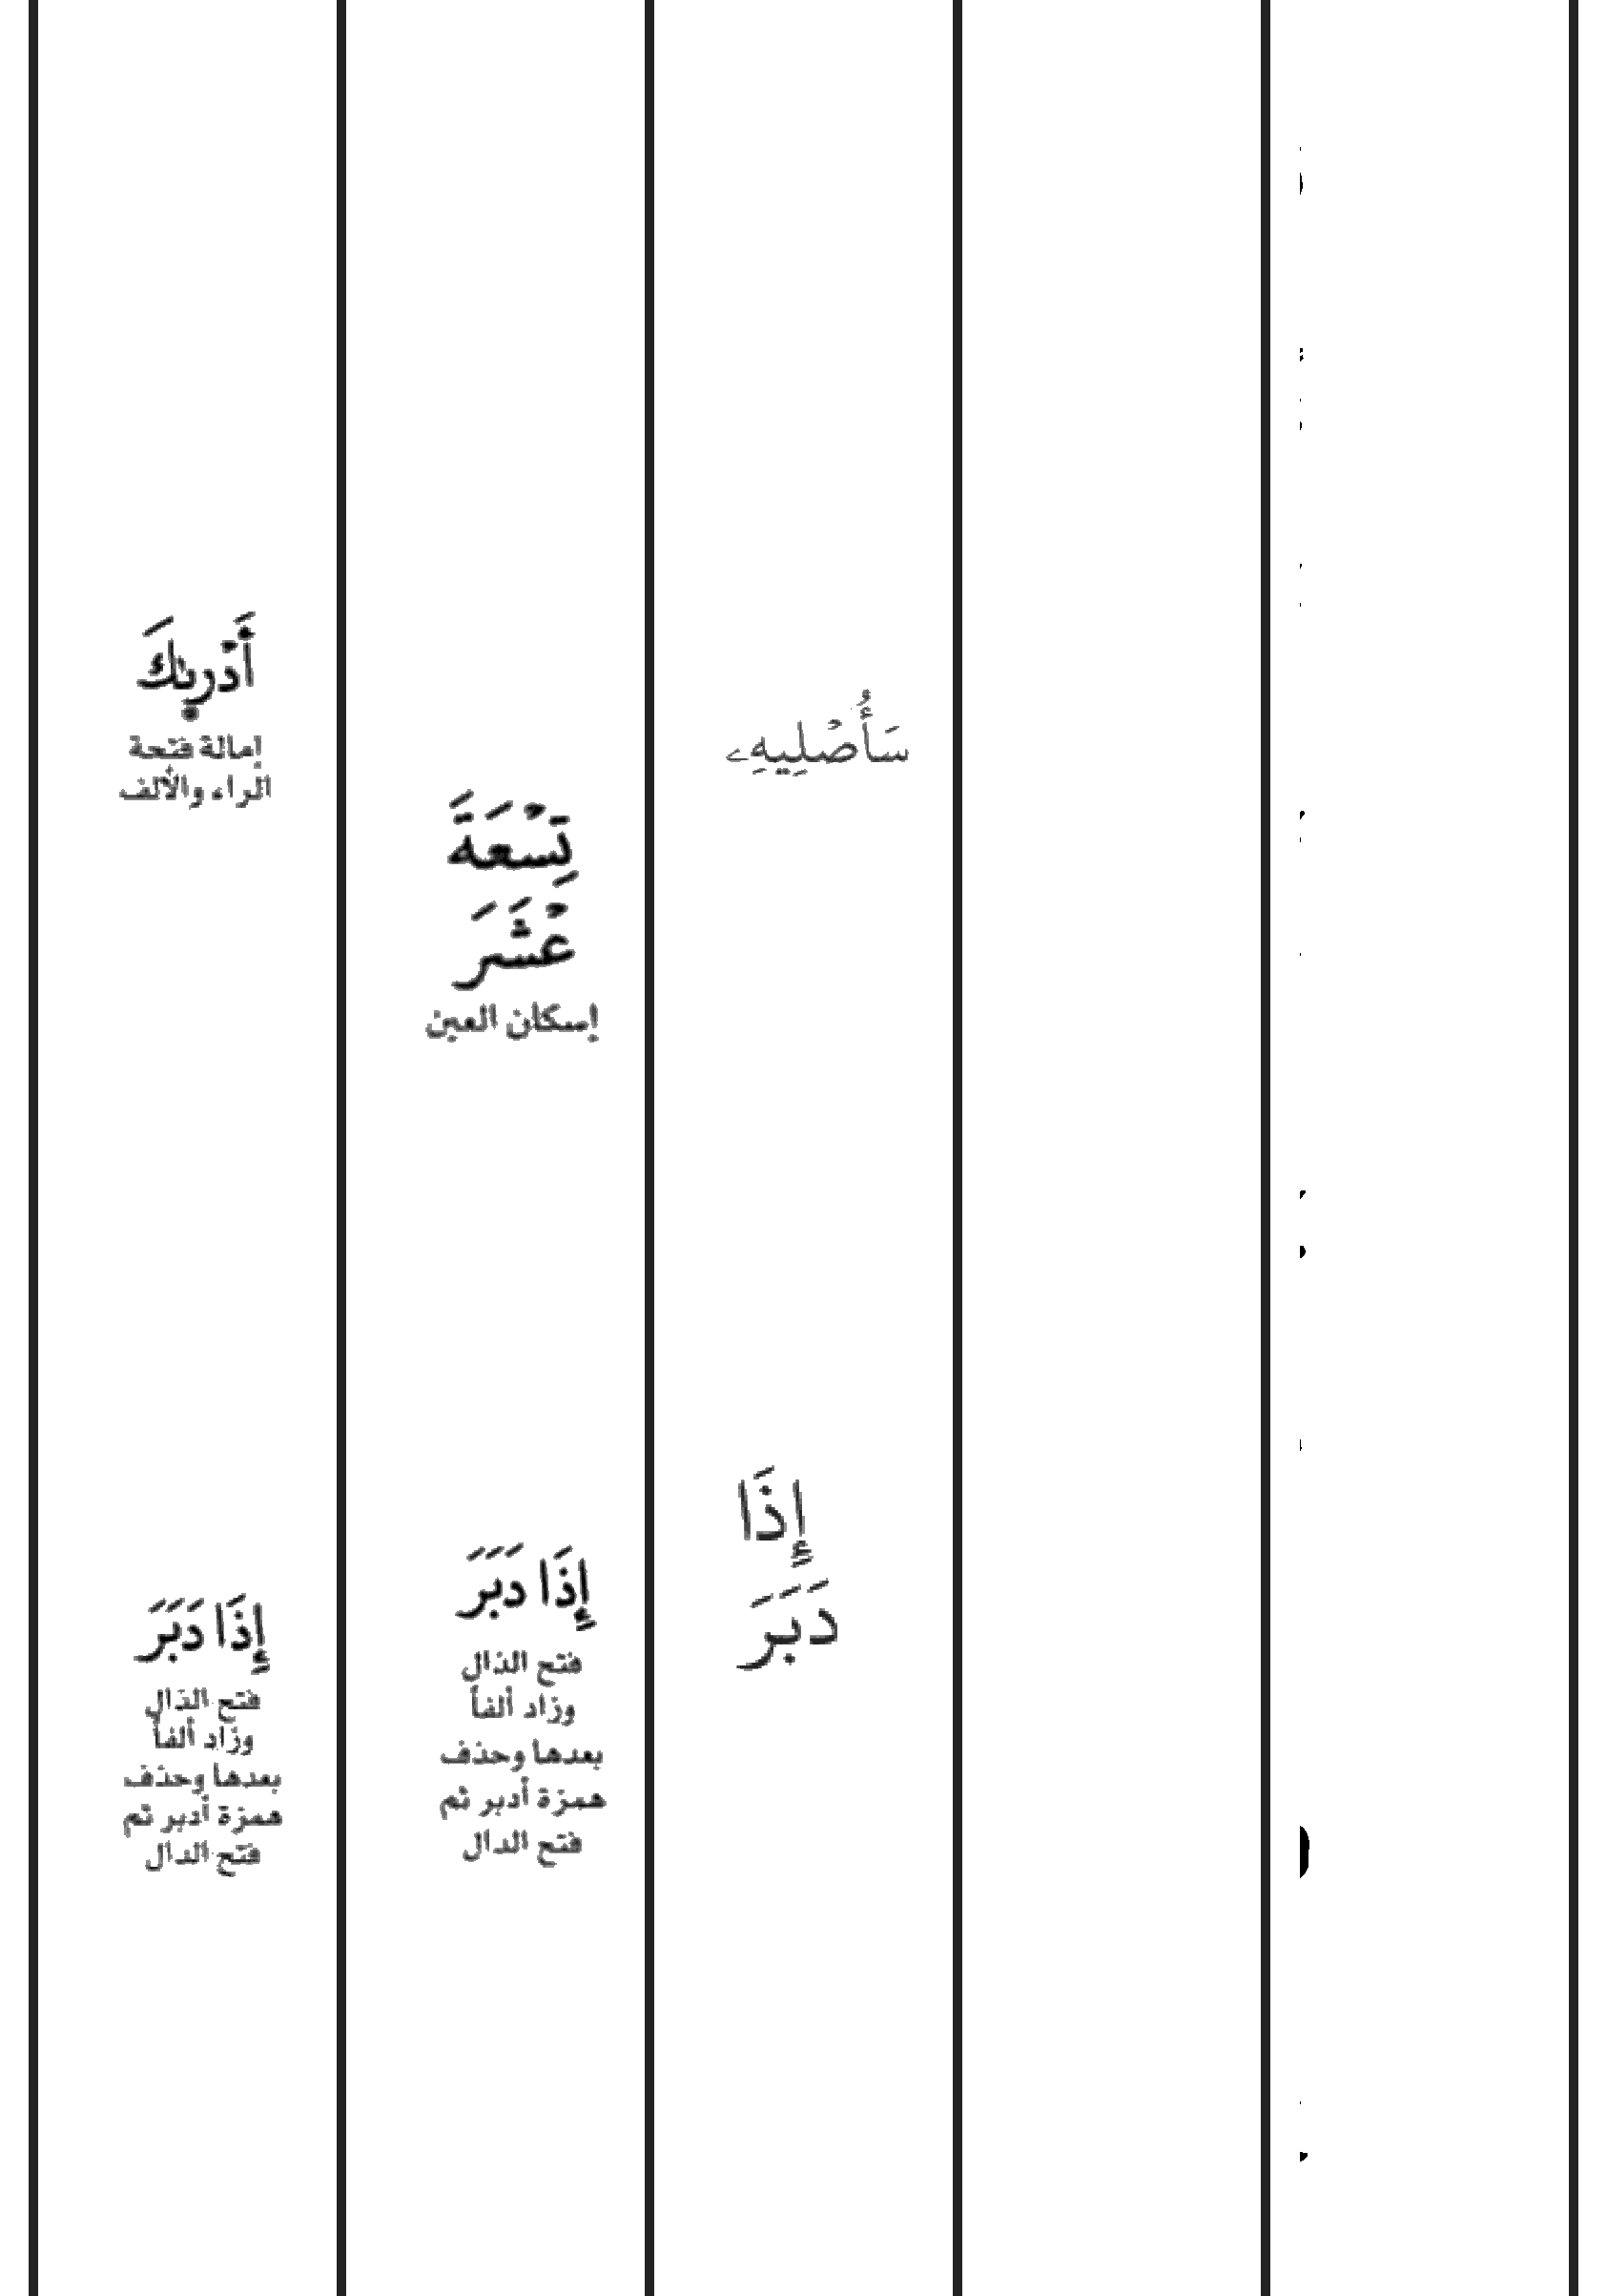 سَأُصْلِيهِۦ
إِذَا
دَبَرَ
تِسْعَةَ
عْشَرَ
إسكان العين
إِذَا دَبَرَ
فتح الذال
وزاد ألفاً
بعدها وحذف
همزة أدبر ثم
فتح الدال
أَدْرىٰكَ
إمالة فتحة
الراء والألف
إِذَا دَبَرَ
فتح الذال
وزاد ألفاً
بعدها وحذف
همزة أدبر ثم
فتح الدال